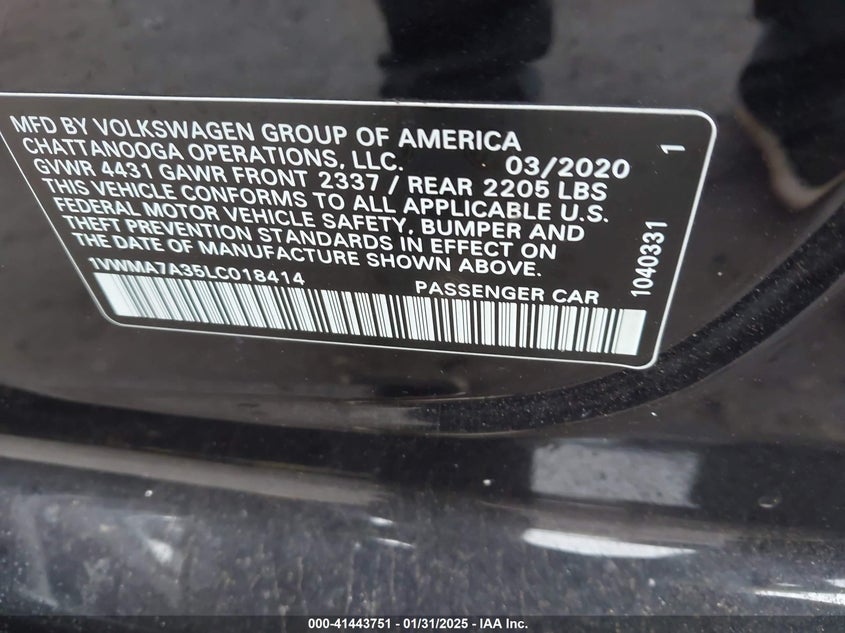 MFD BY VOLKSWAGEN GROUP OF AMERICA
CHATTANOOGA OPERATIONS, LLC. 03/2020
GVWR 4431 GAWR FRONT 2337 / REAR 2205 LBS
THIS VEHICLE CONFORMS TO ALL APPLICABLE U.S.
FEDERAL MOTOR VEHICLE SAFETY, BUMPER AND
THEFT PREVENTION STANDARDS IN EFFECT ON
THE DATE OF MANUFACTURE SHOWN ABOVE.
1VWMA7A35LC018414 PASSENGER CAR
1040331 1
000-41443751 - 01/31/2025 - IAA Inc.